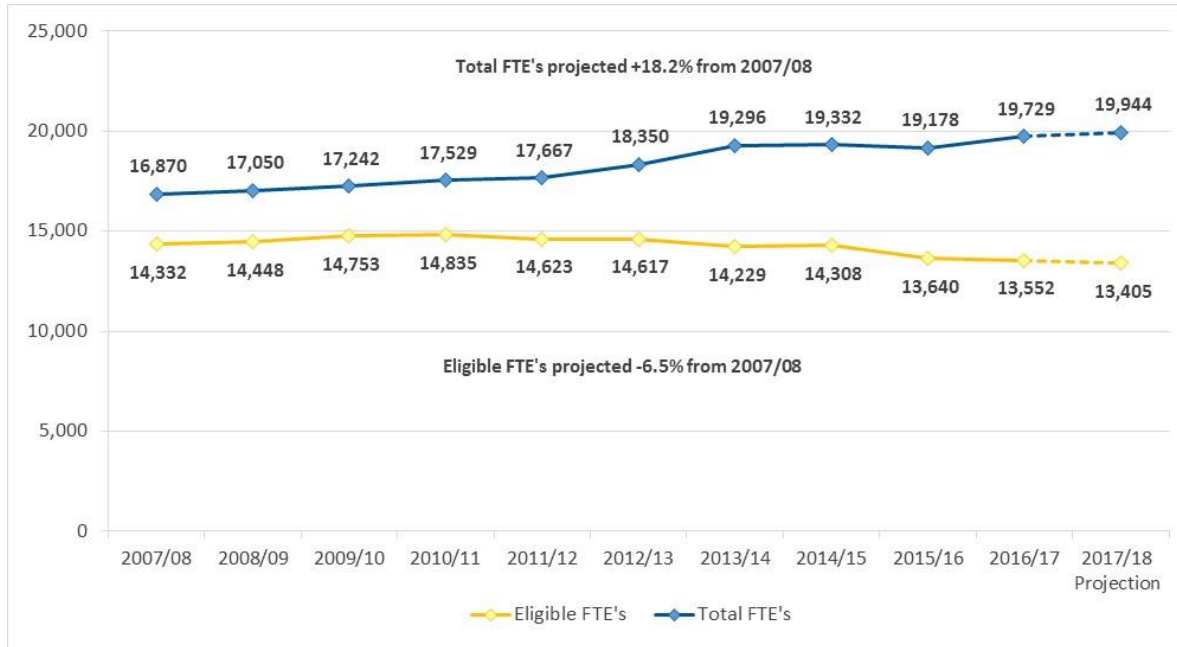 25,000
Total FTE's projected +18.2% from 2007/08
20,000
16,870 17,050 17,242 17,529 17,667 18,350 19,296 19,332 19,178 19,729 19,944
15,000
14,332 14,448 14,753 14,835 14,623 14,617 14,229 14,308 13,640 13,552 13,405
10,000
Eligible FTE's projected -6.5% from 2007/08
5,000
0
2007/08 2008/09 2009/10 2010/11 2011/12 2012/13 2013/14 2014/15 2015/16 2016/17 2017/18
Projection
Eligible FTE's Total FTE's